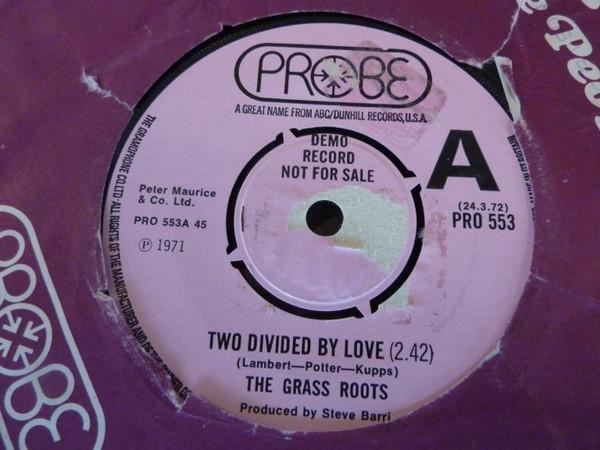 PROBE
A GREAT NAME FROM ABC/DUNHILL RECORDS, U.S.A.
DEMO
RECORD
NOT FOR SALE
A
(24.3.72)
PRO 553
Peter Maurice
& Co. Ltd.
PRO 553A 45
Ⓟ 1971
TWO DIVIDED BY LOVE (2.42)
(Lambert—Potter—Kupps)
THE GRASS ROOTS
Produced by Steve Barri
THE GRAMOPHONE CO. LTD · ALL RIGHTS OF THE MANUFACTURER AND OF THE
PROBE